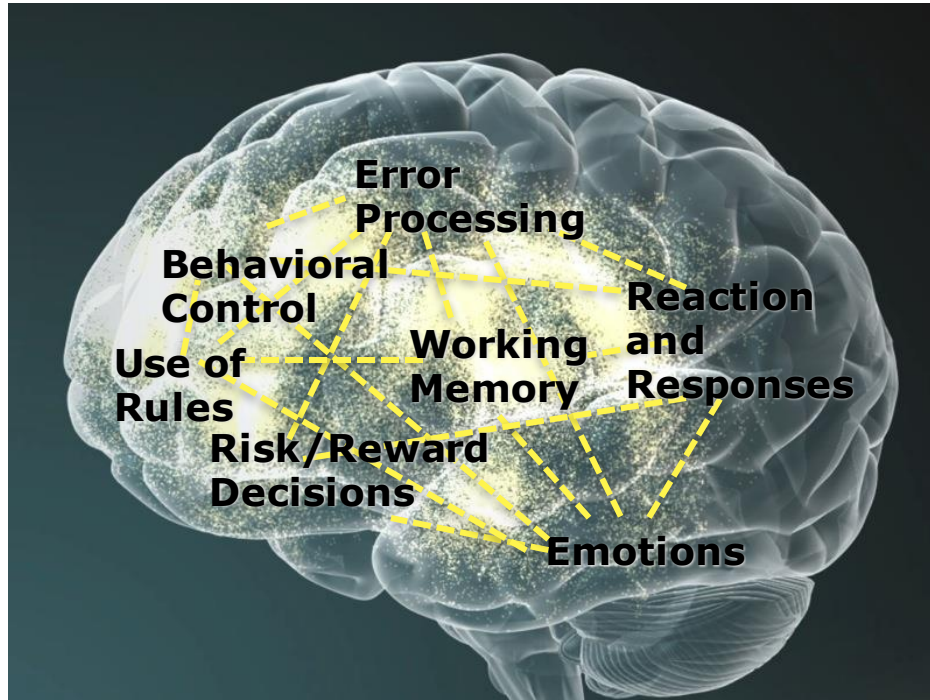 Error
Processing
Behavioral
Control
Reaction
and
Responses
Working
Memory
Use of
Rules
Risk/Reward
Decisions
Emotions